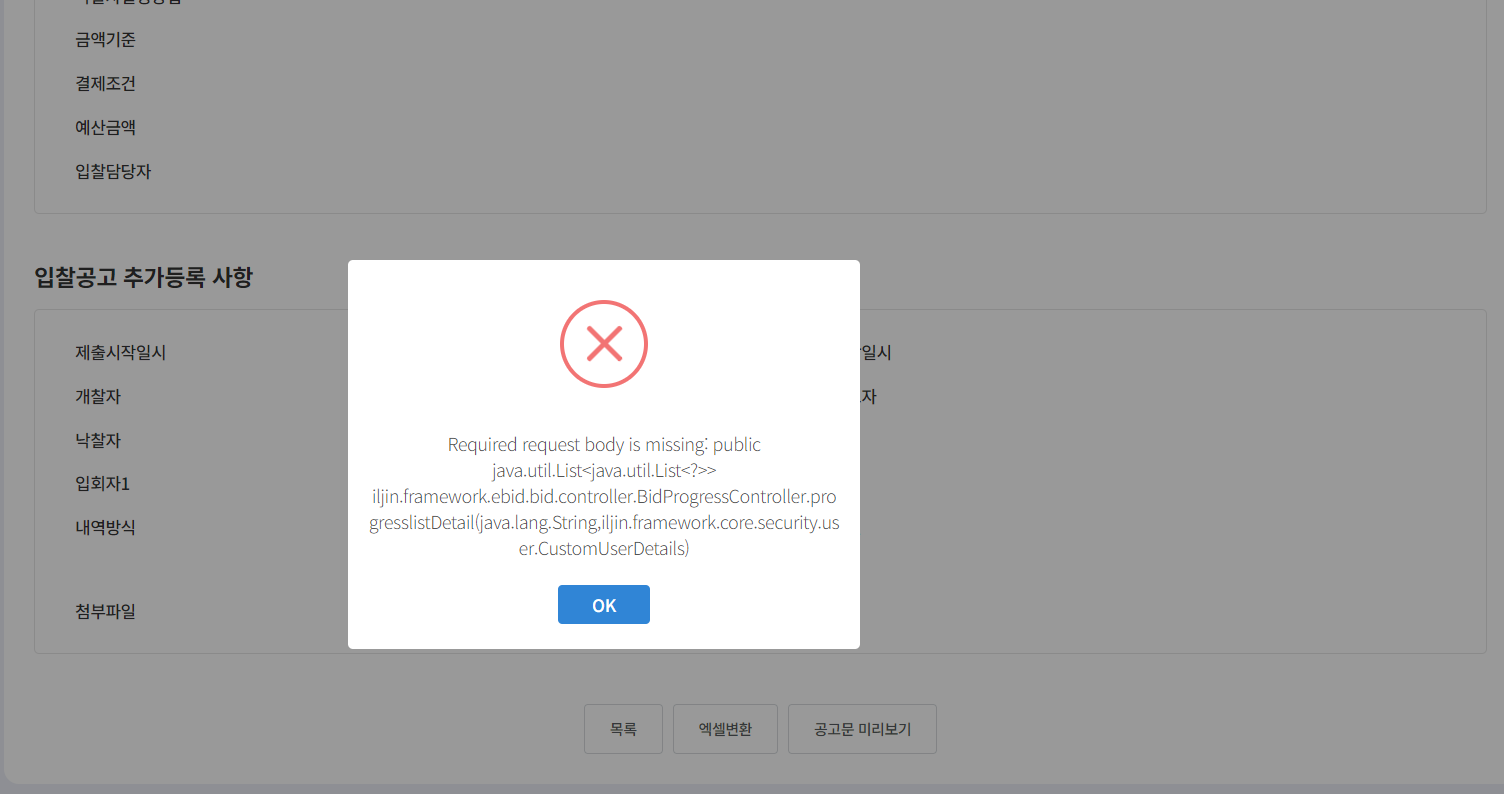 금액기준
결제조건
예산금액
입찰담당자
입찰공고 추가등록 사항
제출시작일시
일시
개찰자
자
낙찰자
입회자1
내역방식
첨부파일
Required request body is missing: public
java.util.List<java.util.List<?>>
iljin.framework.ebid.bid.controller.BidProgressController.pro
gresslistDetail(java.lang.String,iljin.framework.core.security.us
er.CustomUserDetails)
OK
목록
엑셀변환
공고문 미리보기